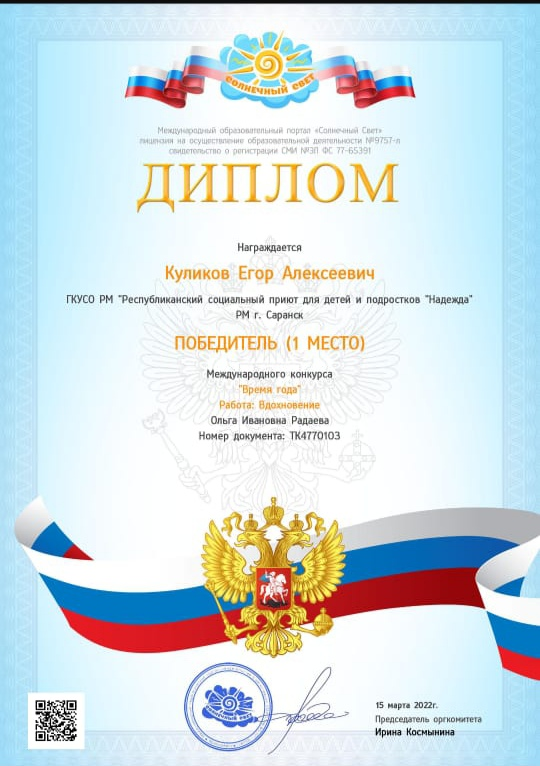 СОЛНЕЧНЫЙ СВЕТ
Международный образовательный портал «Солнечный Свет»
лицензия на осуществление образовательной деятельности №9757-л
свидетельство о регистрации СМИ №ЭЛ ФС 77-65391
ДИПЛОМ
Награждается
Куликов Егор Алексеевич
ГКУСО РМ "Республиканский социальный приют для детей и подростков "Надежда"
РМ г. Саранск
ПОБЕДИТЕЛЬ (1 МЕСТО)
Международного конкурса
"Время года"
Работа: Вдохновение
Ольга Ивановна Радаева
Номер документа: ТК4770103
СОЛНЕЧНЫЙ СВЕТ
15 марта 2022г.
Председатель оргкомитета
Ирина Космынина